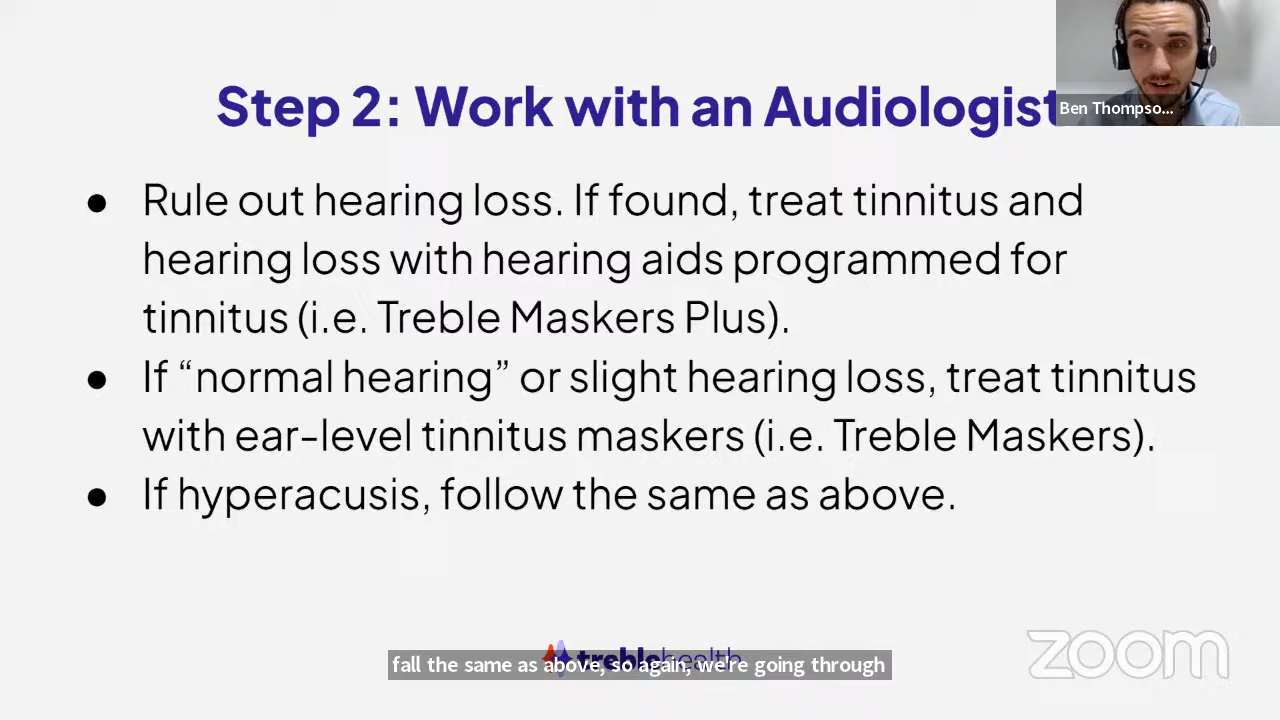 Step 2: Work with an Audiologist
Ben Thompso...
● Rule out hearing loss. If found, treat tinnitus and
hearing loss with hearing aids programmed for
tinnitus (i.e. Treble Maskers Plus).
● If “normal hearing” or slight hearing loss, treat tinnitus
with ear-level tinnitus maskers (i.e. Treble Maskers).
● If hyperacusis, follow the same as above.
treblehealth
fall the same as above, so again, we're going through
zoom